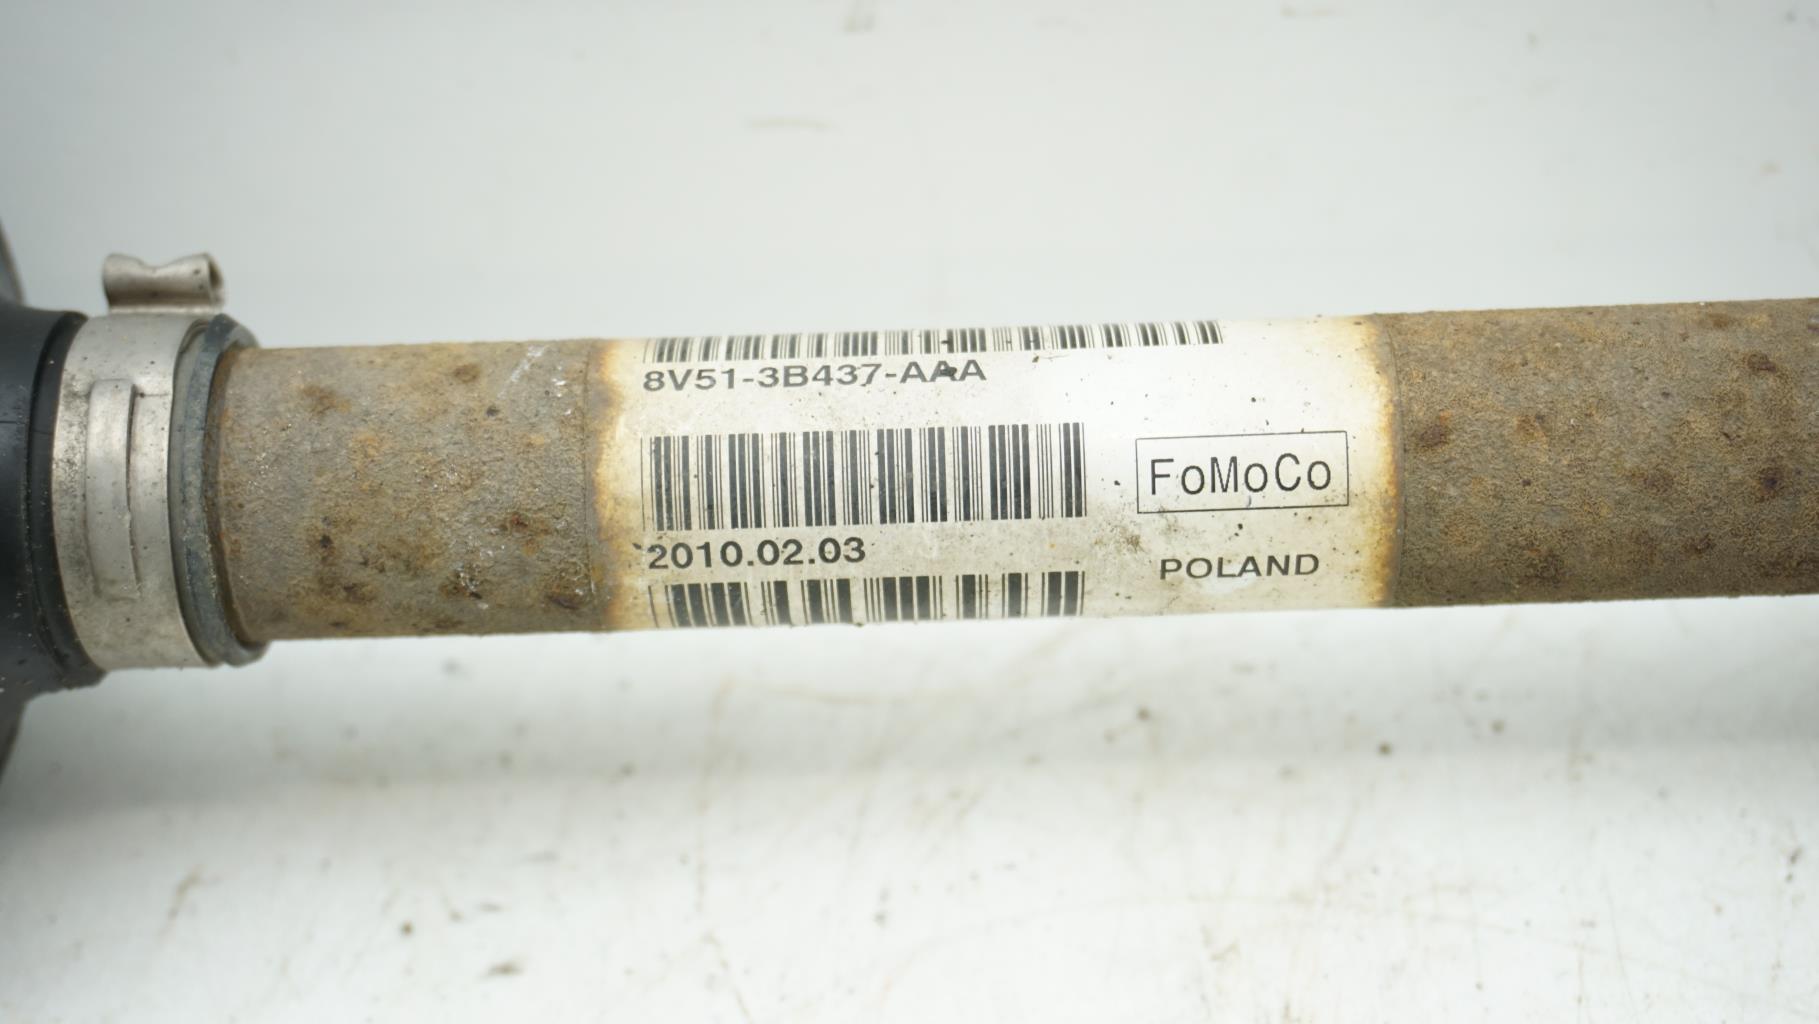 8V51-3B437-AAA
FoMoCo
2010.02.03
POLAND